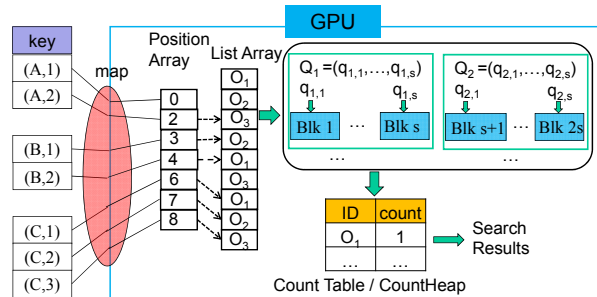 GPU
key
(A,1)
(A,2)
(B,1)
(B,2)
(C,1)
(C,2)
(C,3)
map
Position
Array
0
2
3
4
6
7
8
List Array
O₁
O₂
O₃
O₂
O₁
O₃
O₁
O₂
O₃
Q₁ =(q₁,₁,…,q₁,ₛ)
q₁,₁ q₁,ₛ
Blk 1 … Blk s
Q₂ =(q₂,₁,…,q₂,ₛ)
q₂,₁ q₂,ₛ
Blk s+1 … Blk 2s
… …
ID count
O₁ 1
… …
Count Table / CountHeap
Search
Results